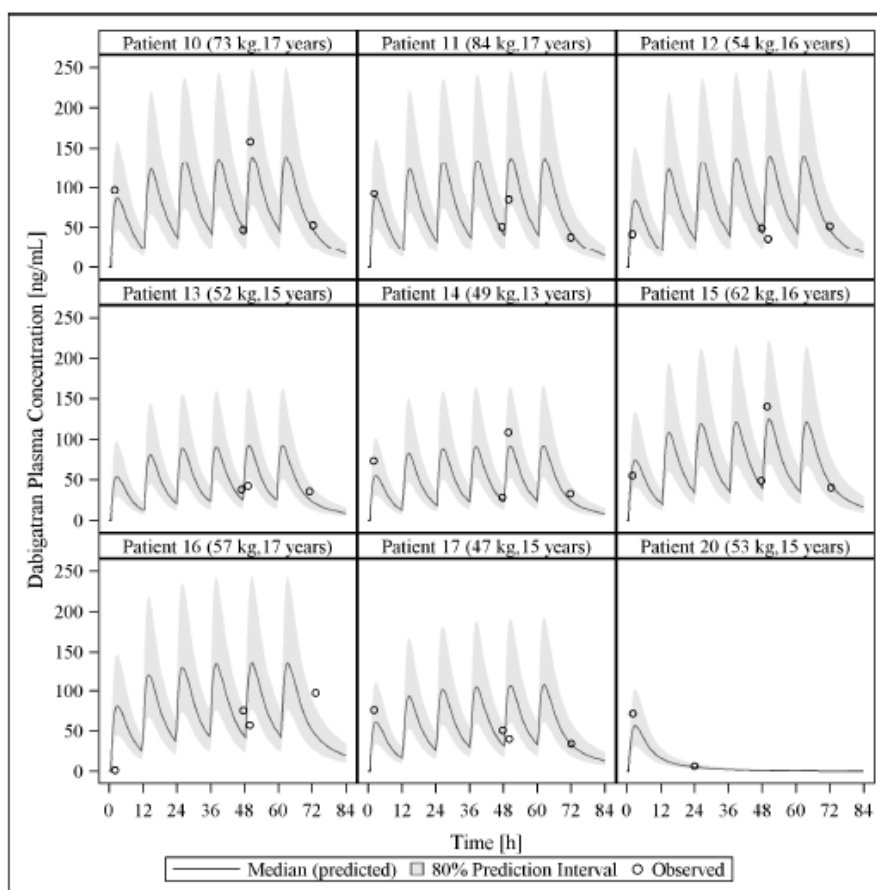 Patient 10 (73 kg,17 years) Patient 11 (84 kg,17 years) Patient 12 (54 kg,16 years)
250
200
150
100
50
0
Patient 13 (52 kg,15 years) Patient 14 (49 kg,13 years) Patient 15 (62 kg,16 years)
250
200
150
100
50
0
Patient 16 (57 kg,17 years) Patient 17 (47 kg,15 years) Patient 20 (53 kg,15 years)
250
200
150
100
50
0
Dabigatran Plasma Concentration [ng/mL]
0 12 24 36 48 60 72 84 0 12 24 36 48 60 72 84 0 12 24 36 48 60 72 84
Time [h]
Median (predicted) 80% Prediction Interval Observed